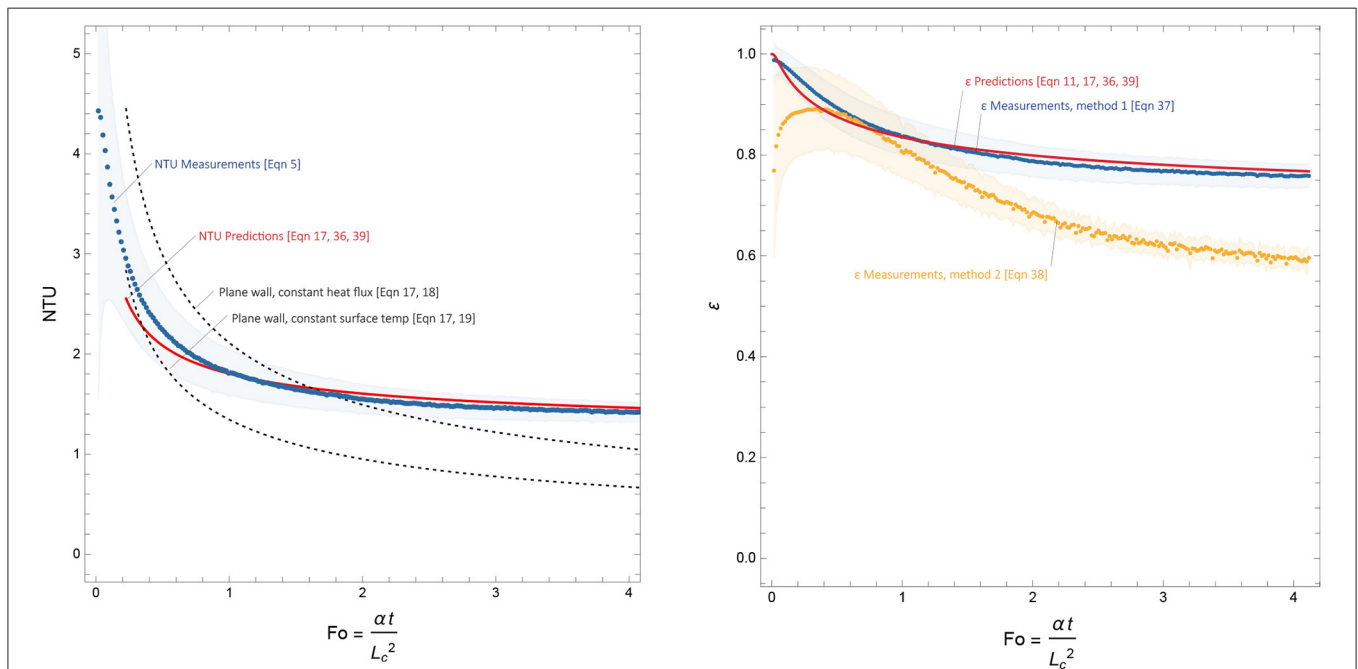 5
4
3
2
1
0
NTU
NTU Measurements [Eqn 5]
NTU Predictions [Eqn 17, 36, 39]
Plane wall, constant heat flux [Eqn 17, 18]
Plane wall, constant surface temp [Eqn 17, 19]
0 1 2 3 4
Fo = αt / L_c²
1.0
0.8
0.6
0.4
0.2
0.0
ε
ε Predictions [Eqn 11, 17, 36, 39]
ε Measurements, method 1 [Eqn 37]
ε Measurements, method 2 [Eqn 38]
0 1 2 3 4
Fo = αt / L_c²